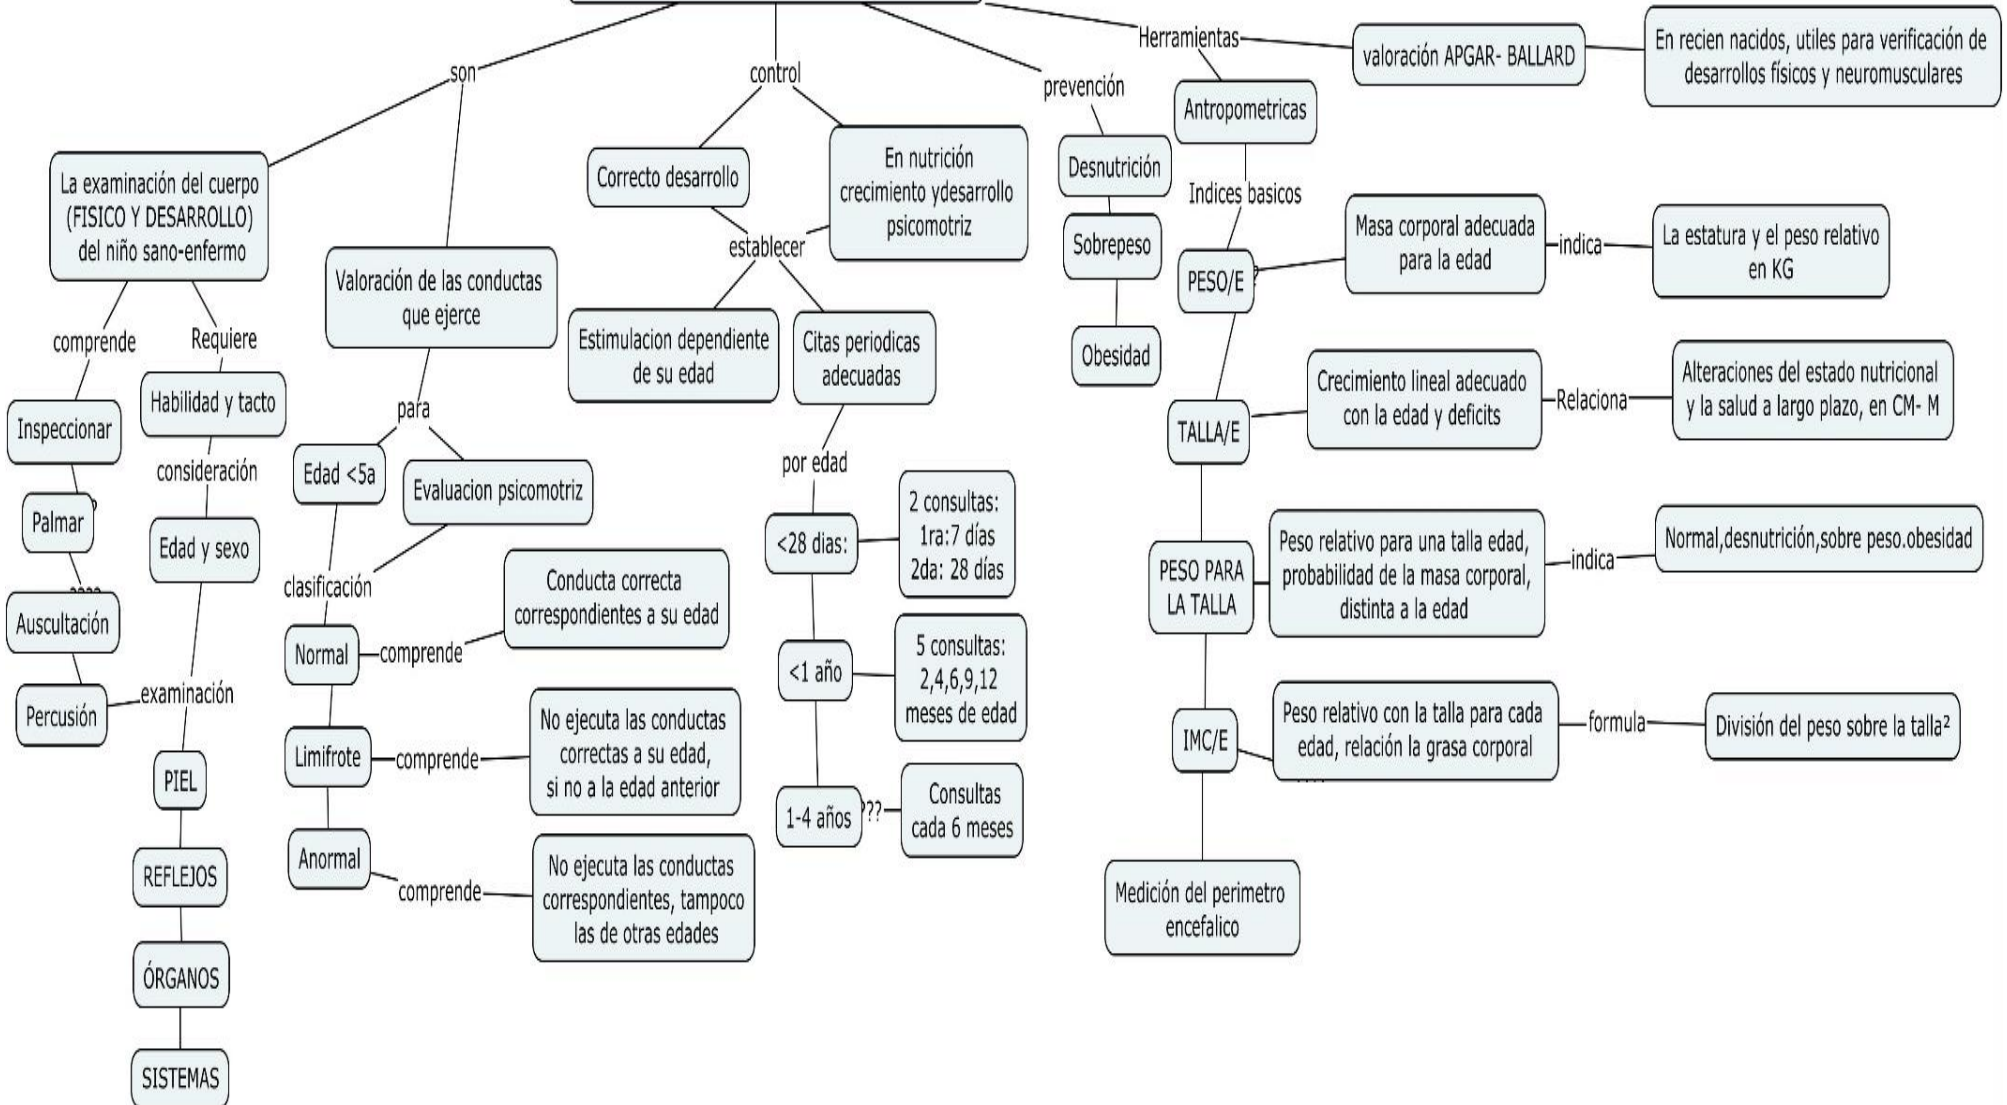 son
control
prevención
Herramientas
valoración APGAR- BALLARD
En recien nacidos, utiles para verificación de
desarrollos físicos y neuromusculares
La examinación del cuerpo
(FISICO Y DESARROLLO)
del niño sano-enfermo
comprende
Inspeccionar
Palmar
????
Auscultación
Percusión
Requiere
Habilidad y tacto
consideración
Edad y sexo
examinación
PIEL
REFLEJOS
ÓRGANOS
SISTEMAS
Valoración de las conductas
que ejerce
para
Edad <5a
Evaluacion psicomotriz
clasificación
Normal
comprende
Conducta correcta
correspondientes a su edad
Limifrote
comprende
No ejecuta las conductas
correctas a su edad,
si no a la edad anterior
Anormal
comprende
No ejecuta las conductas
correspondientes, tampoco
las de otras edades
Correcto desarrollo
En nutrición
crecimiento ydesarrollo
psicomotriz
establecer
Estimulacion dependiente
de su edad
Citas periodicas
adecuadas
por edad
<28 dias:
2 consultas:
1ra:7 días
2da: 28 días
<1 año
5 consultas:
2,4,6,9,12
meses de edad
1-4 años
???
Consultas
cada 6 meses
Desnutrición
Sobrepeso
Obesidad
Antropometricas
Indices basicos
PESO/E
Masa corporal adecuada
para la edad
indica
La estatura y el peso relativo
en KG
TALLA/E
Crecimiento lineal adecuado
con la edad y deficits
Relaciona
Alteraciones del estado nutricional
y la salud a largo plazo, en CM- M
PESO PARA
LA TALLA
Peso relativo para una talla edad,
probabilidad de la masa corporal,
distinta a la edad
indica
Normal,desnutrición,sobre peso.obesidad
IMC/E
Peso relativo con la talla para cada
edad, relación la grasa corporal
formula
División del peso sobre la talla²
Medición del perimetro
encefalico